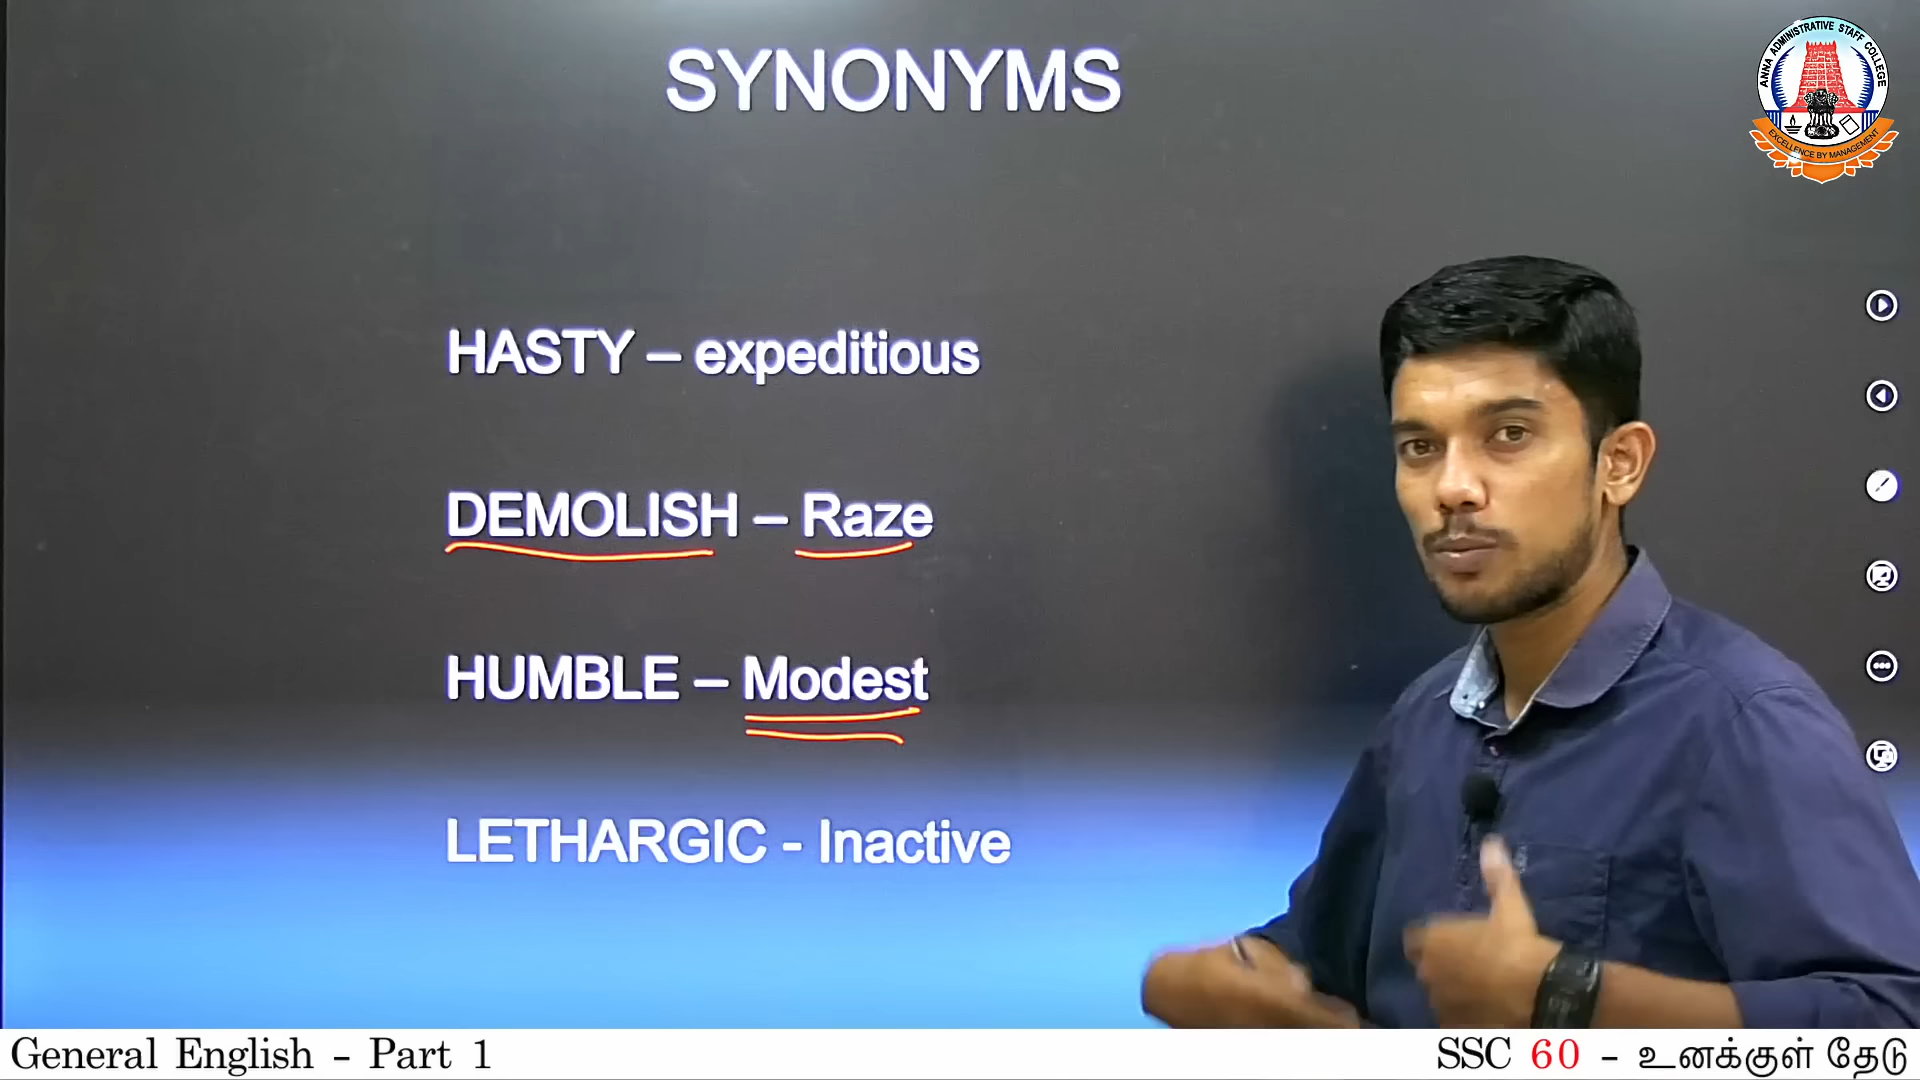 SYNONYMS
ANNA ADMINISTRATIVE STAFF COLLEGE
EXCELLENCE BY MANAGEMENT
HASTY – expeditious
DEMOLISH – Raze
HUMBLE – Modest
LETHARGIC - Inactive
General English - Part 1
SSC 60 - உனக்குள் தேடு